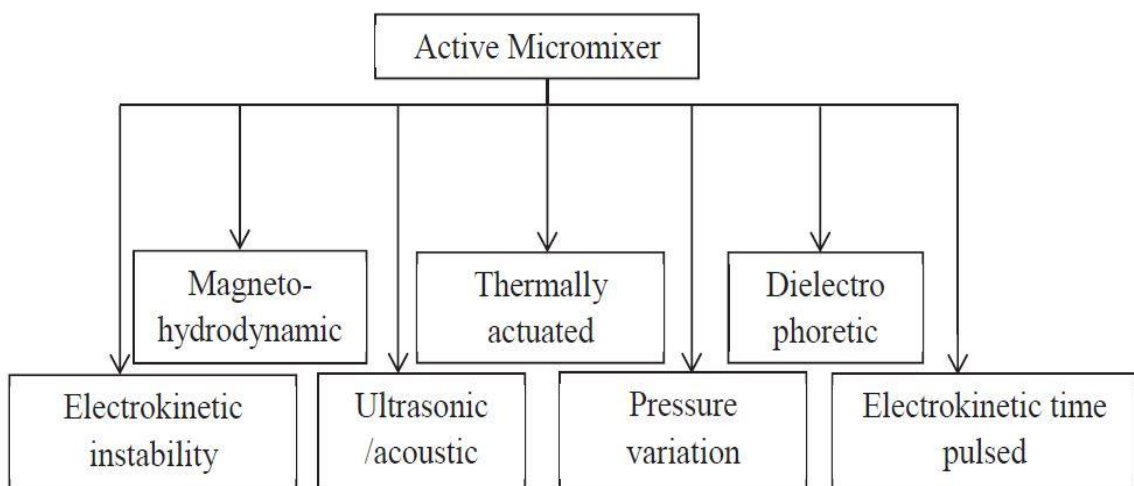 Active Micromixer
Magneto-
hydrodynamic
Thermally
actuated
Dielectro
phoretic
Electrokinetic
instability
Ultrasonic
/acoustic
Pressure
variation
Electrokinetic time
pulsed